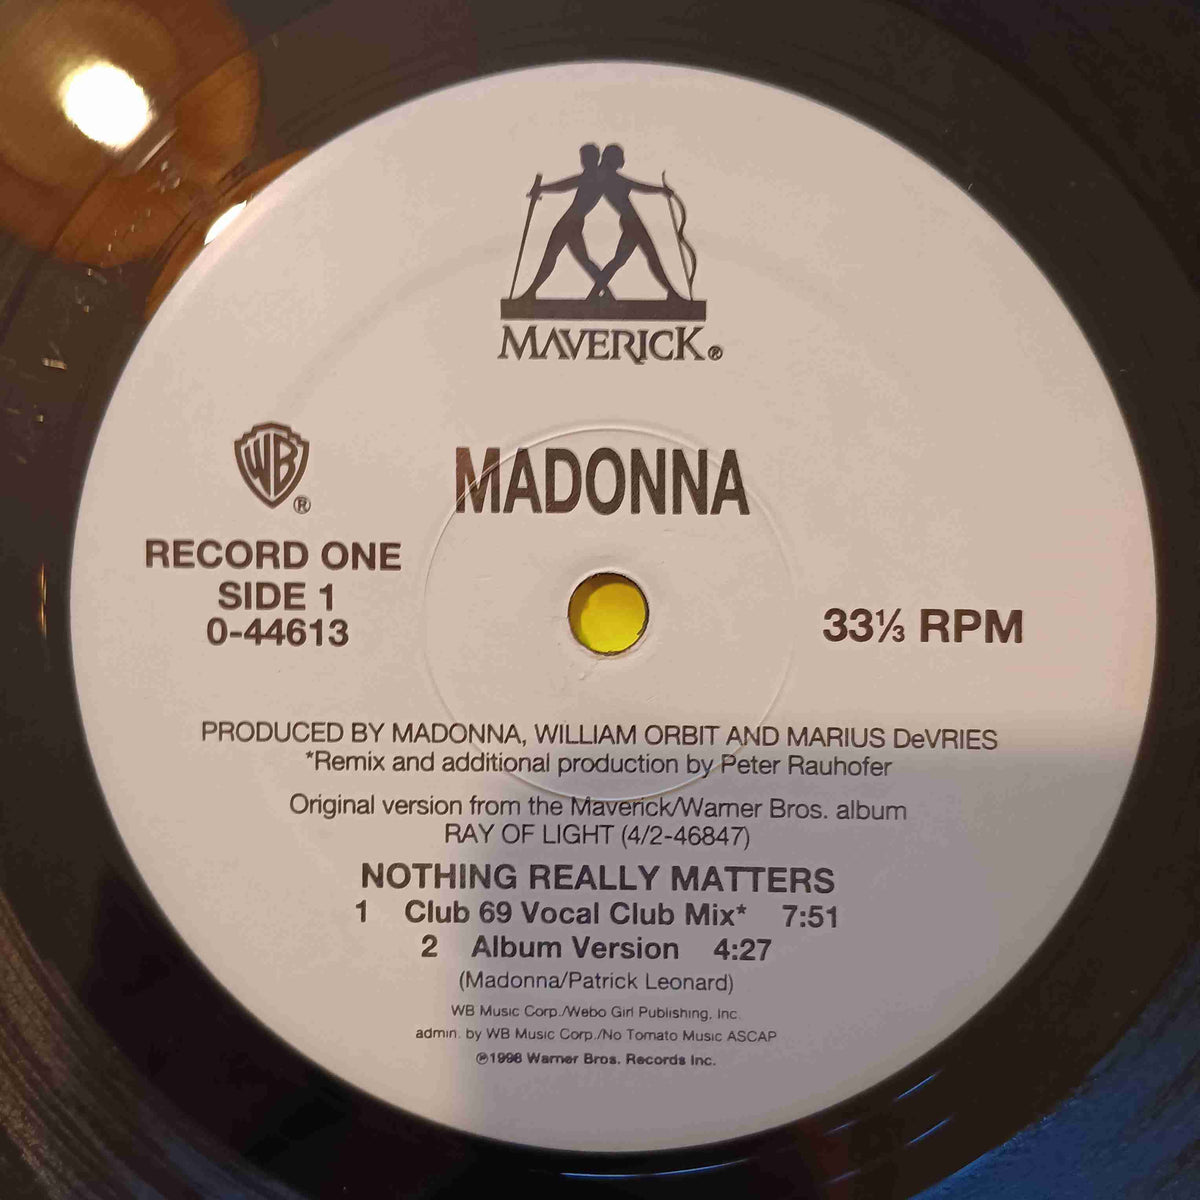 MAVERICK®
MADONNA
WB®
RECORD ONE
SIDE 1
0-44613
33⅓ RPM
PRODUCED BY MADONNA, WILLIAM ORBIT AND MARIUS DeVRIES
*Remix and additional production by Peter Rauhofer
Original version from the Maverick/Warner Bros. album
RAY OF LIGHT (4/2-46847)
NOTHING REALLY MATTERS
1 Club 69 Vocal Club Mix* 7:51
2 Album Version 4:27
(Madonna/Patrick Leonard)
WB Music Corp./Webo Girl Publishing, Inc.
admin. by WB Music Corp./No Tomato Music ASCAP
℗1998 Warner Bros. Records Inc.